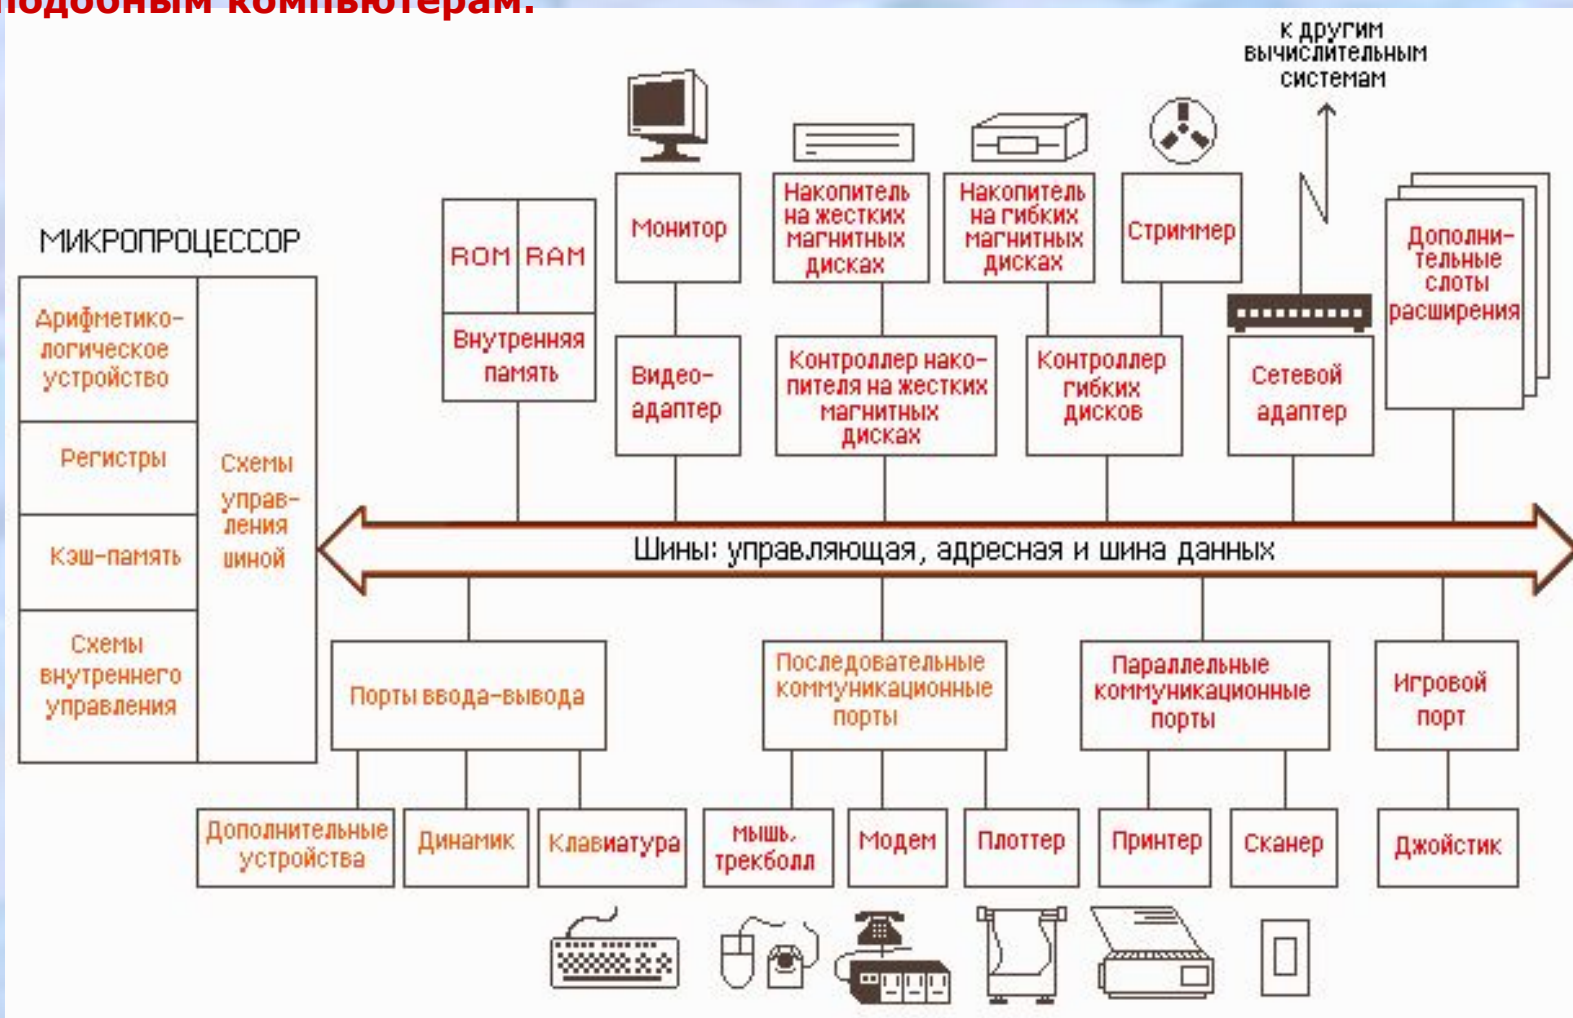 подобным компьютерам.
к другим
вычислительным
системам
МИКРОПРОЦЕССОР
Арифметико-
логическое
устройство
Регистры
Кэш-память
Схемы
внутреннего
управления
Схемы
управ-
ления
шиной
ROM
RAM
Внутренняя
память
Монитор
Видео-
адаптер
Накопитель
на жестких
магнитных
дисках
Контроллер нако-
пителя на жестких
магнитных
дисках
Накопитель
на гибких
магнитных
дисках
Стриммер
Контроллер
гибких
дисков
Сетевой
адаптер
Дополни-
тельные
слоты
расширения
Шины: управляющая, адресная и шина данных
Порты ввода-вывода
Последовательные
коммуникационные
порты
Параллельные
коммуникационные
порты
Игровой
порт
Дополнительные
устройства
Динамик
Клавиатура
мышь,
трекболл
Модем
Плоттер
Принтер
Сканер
Джойстик